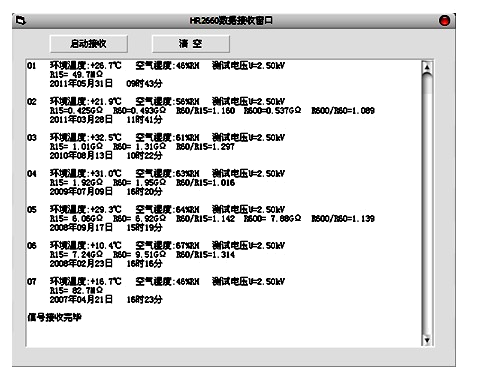 HR2660数据接收窗口
启动接收 清 空
01 环境温度:+26.7℃ 空气湿度:46%RH 测试电压U=2.50kV
R15= 49.7MΩ
2011年05月31日 09时43分
02 环境温度:+21.9℃ 空气湿度:56%RH 测试电压U=2.50kV
R15=0.425GΩ R60=0.493GΩ R60/R15=1.160 R600=0.537GΩ R600/R60=1.089
2011年03月28日 11时41分
03 环境温度:+32.5℃ 空气湿度:61%RH 测试电压U=2.50kV
R15= 1.01GΩ R60= 1.31GΩ R60/R15=1.297
2010年08月13日 10时22分
04 环境温度:+31.0℃ 空气湿度:63%RH 测试电压U=2.50kV
R15= 1.92GΩ R60= 1.95GΩ R60/R15=1.016
2009年07月09日 16时20分
05 环境温度:+29.3℃ 空气湿度:64%RH 测试电压U=2.50kV
R15= 6.06GΩ R60= 6.92GΩ R60/R15=1.142 R600= 7.88GΩ R600/R60=1.139
2008年09月17日 15时19分
06 环境温度:+10.4℃ 空气湿度:67%RH 测试电压U=2.50kV
R15= 7.24GΩ R60= 9.51GΩ R60/R15=1.314
2008年02月23日 16时16分
07 环境温度:+16.7℃ 空气湿度:46%RH 测试电压U=2.50kV
R15= 82.7MΩ
2007年04月21日 16时23分
信号接收完毕